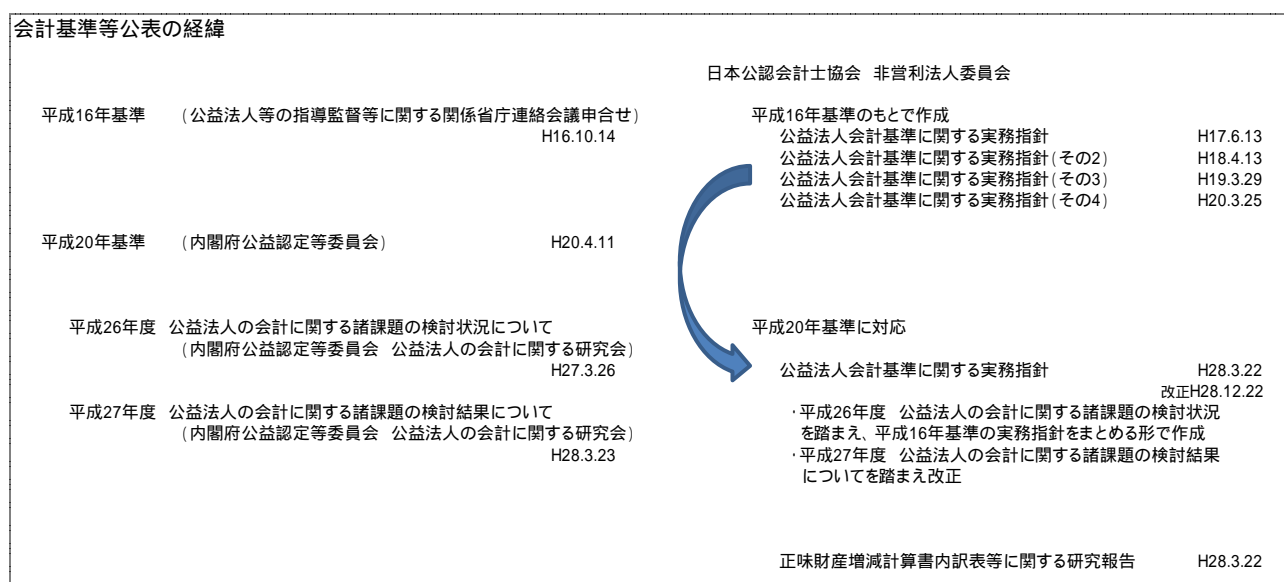 会計基準等公表の経緯
日本公認会計士協会 非営利法人委員会
平成16年基準 (公益法人等の指導監督等に関する関係省庁連絡会議申合せ)
H16.10.14
平成16年基準のもとで作成
公益法人会計基準に関する実務指針 H17.6.13
公益法人会計基準に関する実務指針(その2) H18.4.13
公益法人会計基準に関する実務指針(その3) H19.3.29
公益法人会計基準に関する実務指針(その4) H20.3.25
平成20年基準 (内閣府公益認定等委員会) H20.4.11
平成26年度 公益法人の会計に関する諸課題の検討状況について
(内閣府公益認定等委員会 公益法人の会計に関する研究会)
H27.3.26
平成27年度 公益法人の会計に関する諸課題の検討結果について
(内閣府公益認定等委員会 公益法人の会計に関する研究会)
H28.3.23
平成20年基準に対応
公益法人会計基準に関する実務指針 H28.3.22
改正H28.12.22
・平成26年度 公益法人の会計に関する諸課題の検討状況
を踏まえ、平成16年基準の実務指針をまとめる形で作成
・平成27年度 公益法人の会計に関する諸課題の検討結果
についてを踏まえ改正
正味財産増減計算書内訳表等に関する研究報告 H28.3.22